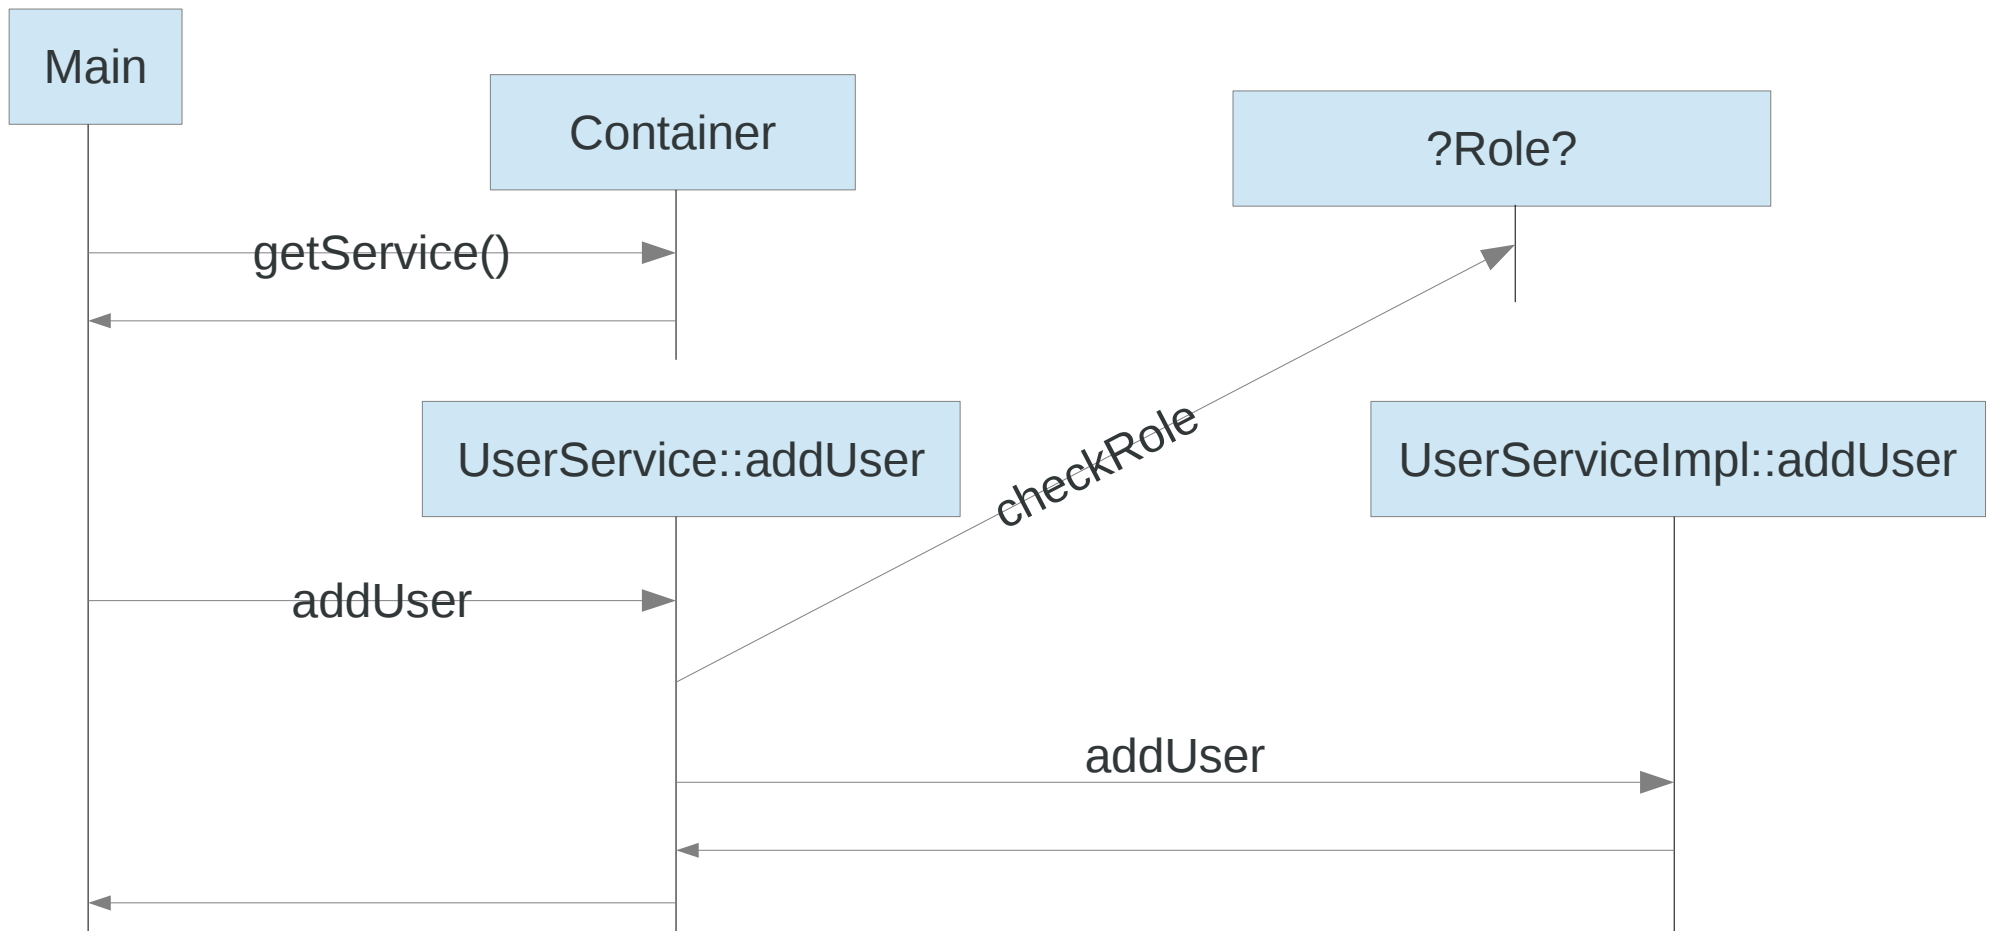 Main
Container
?Role?
getService()
checkRole
UserService::addUser
UserServiceImpl::addUser
addUser
addUser